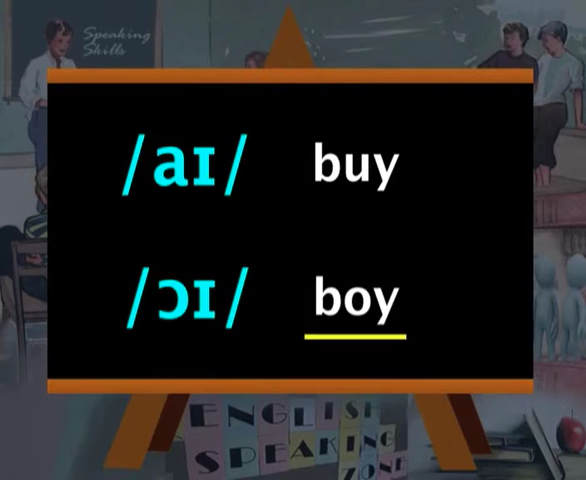 Speaking
Skills
/aɪ/ buy
/ɔɪ/ boy
ENGLISH
SPEAKING
ZONE